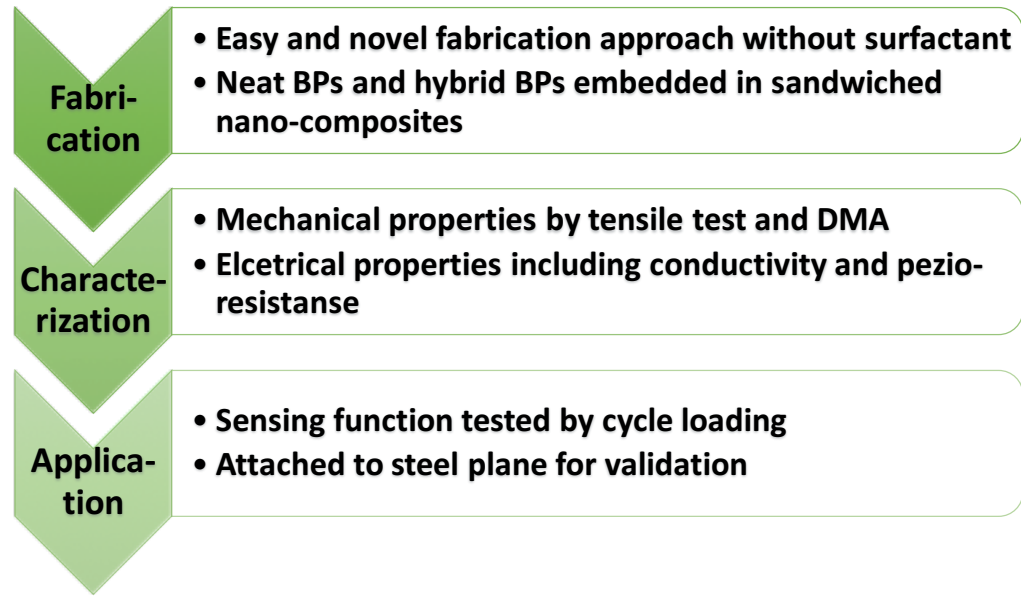 Fabri-
cation
• Easy and novel fabrication approach without surfactant
• Neat BPs and hybrid BPs embedded in sandwiched
nano-composites
Characte-
rization
• Mechanical properties by tensile test and DMA
• Elcetrical properties including conductivity and pezio-
resistanse
Applica-
tion
• Sensing function tested by cycle loading
• Attached to steel plane for validation